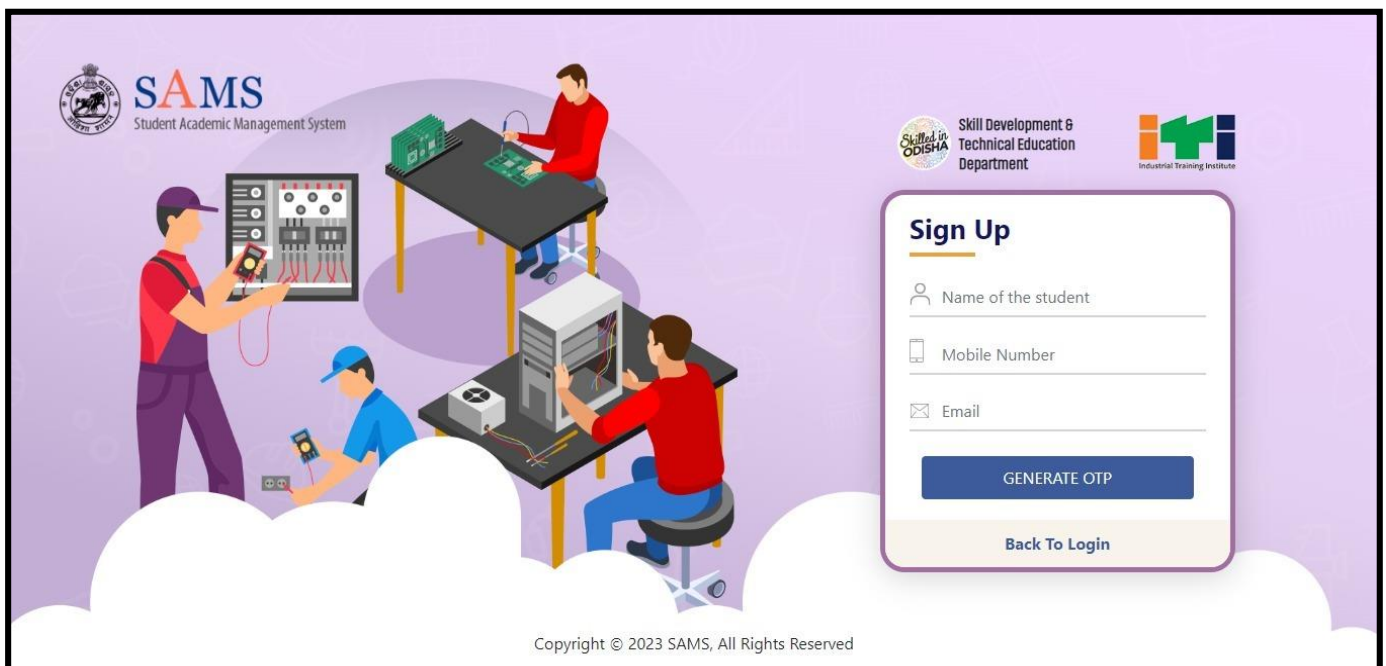 SAMS
Student Academic Management System
Skilled in
ODISHA
Skill Development &
Technical Education
Department
Industrial Training Institute
Sign Up
Name of the student
Mobile Number
Email
GENERATE OTP
Back To Login
Copyright © 2023 SAMS, All Rights Reserved